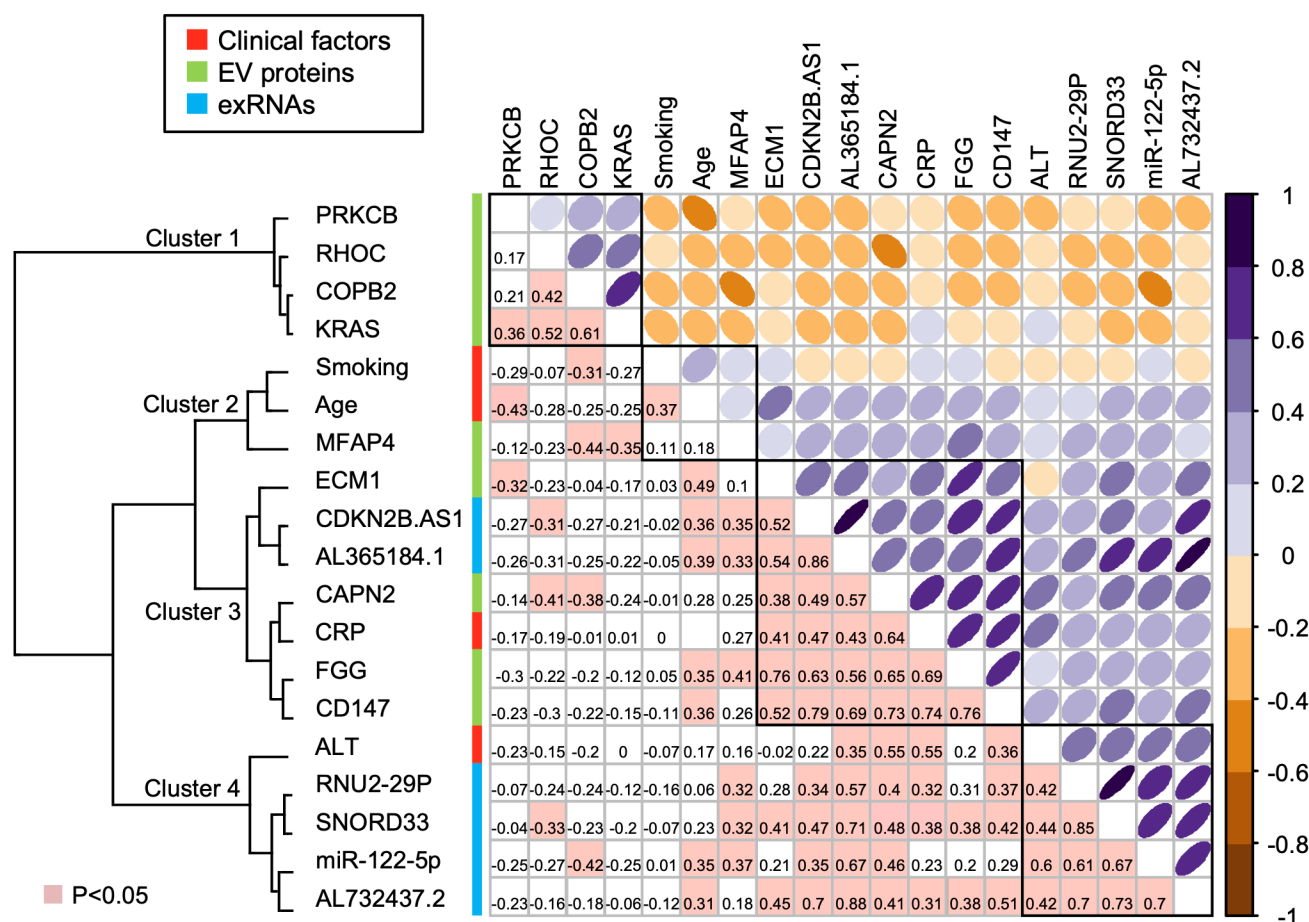 Clinical factors
EV proteins
exRNAs
PRKCB RHOC COPB2 KRAS Smoking Age MFAP4 ECM1 CDKN2B.AS1 AL365184.1 CAPN2 CRP FGG CD147 ALT RNU2-29P SNORD33 miR-122-5p AL732437.2
Cluster 1
Cluster 2
Cluster 3
Cluster 4
PRKCB
RHOC 0.17
COPB2 0.21 0.42
KRAS 0.36 0.52 0.61
Smoking -0.29 -0.07 -0.31 -0.27
Age -0.43 -0.28 -0.25 -0.25 0.37
MFAP4 -0.12 -0.23 -0.44 -0.35 0.11 0.18
ECM1 -0.32 -0.23 -0.04 -0.17 0.03 0.49 0.1
CDKN2B.AS1 -0.27 -0.31 -0.27 -0.21 -0.02 0.36 0.35 0.52
AL365184.1 -0.26 -0.31 -0.25 -0.22 -0.05 0.39 0.33 0.54 0.86
CAPN2 -0.14 -0.41 -0.38 -0.24 -0.01 0.28 0.25 0.38 0.49 0.57
CRP -0.17 -0.19 -0.01 0.01 0 0.27 0.41 0.47 0.43 0.64
FGG -0.3 -0.22 -0.2 -0.12 0.05 0.35 0.41 0.76 0.63 0.56 0.65 0.69
CD147 -0.23 -0.3 -0.22 -0.15 -0.11 0.36 0.26 0.52 0.79 0.69 0.73 0.74 0.76
ALT -0.23 -0.15 -0.2 0 -0.07 0.17 0.16 -0.02 0.22 0.35 0.55 0.55 0.2 0.36
RNU2-29P -0.07 -0.24 -0.24 -0.12 -0.16 0.06 0.32 0.28 0.34 0.57 0.4 0.32 0.31 0.37 0.42
SNORD33 -0.04 -0.33 -0.23 -0.2 -0.07 0.23 0.32 0.41 0.47 0.71 0.48 0.38 0.38 0.42 0.44 0.85
miR-122-5p -0.25 -0.27 -0.42 -0.25 0.01 0.35 0.37 0.21 0.35 0.67 0.46 0.23 0.2 0.29 0.6 0.61 0.67
AL732437.2 -0.23 -0.16 -0.18 -0.06 -0.12 0.31 0.18 0.45 0.7 0.88 0.41 0.31 0.38 0.51 0.42 0.7 0.7 0.73
P<0.05
1
0.8
0.6
0.4
0.2
0
-0.2
-0.4
-0.6
-0.8
-1